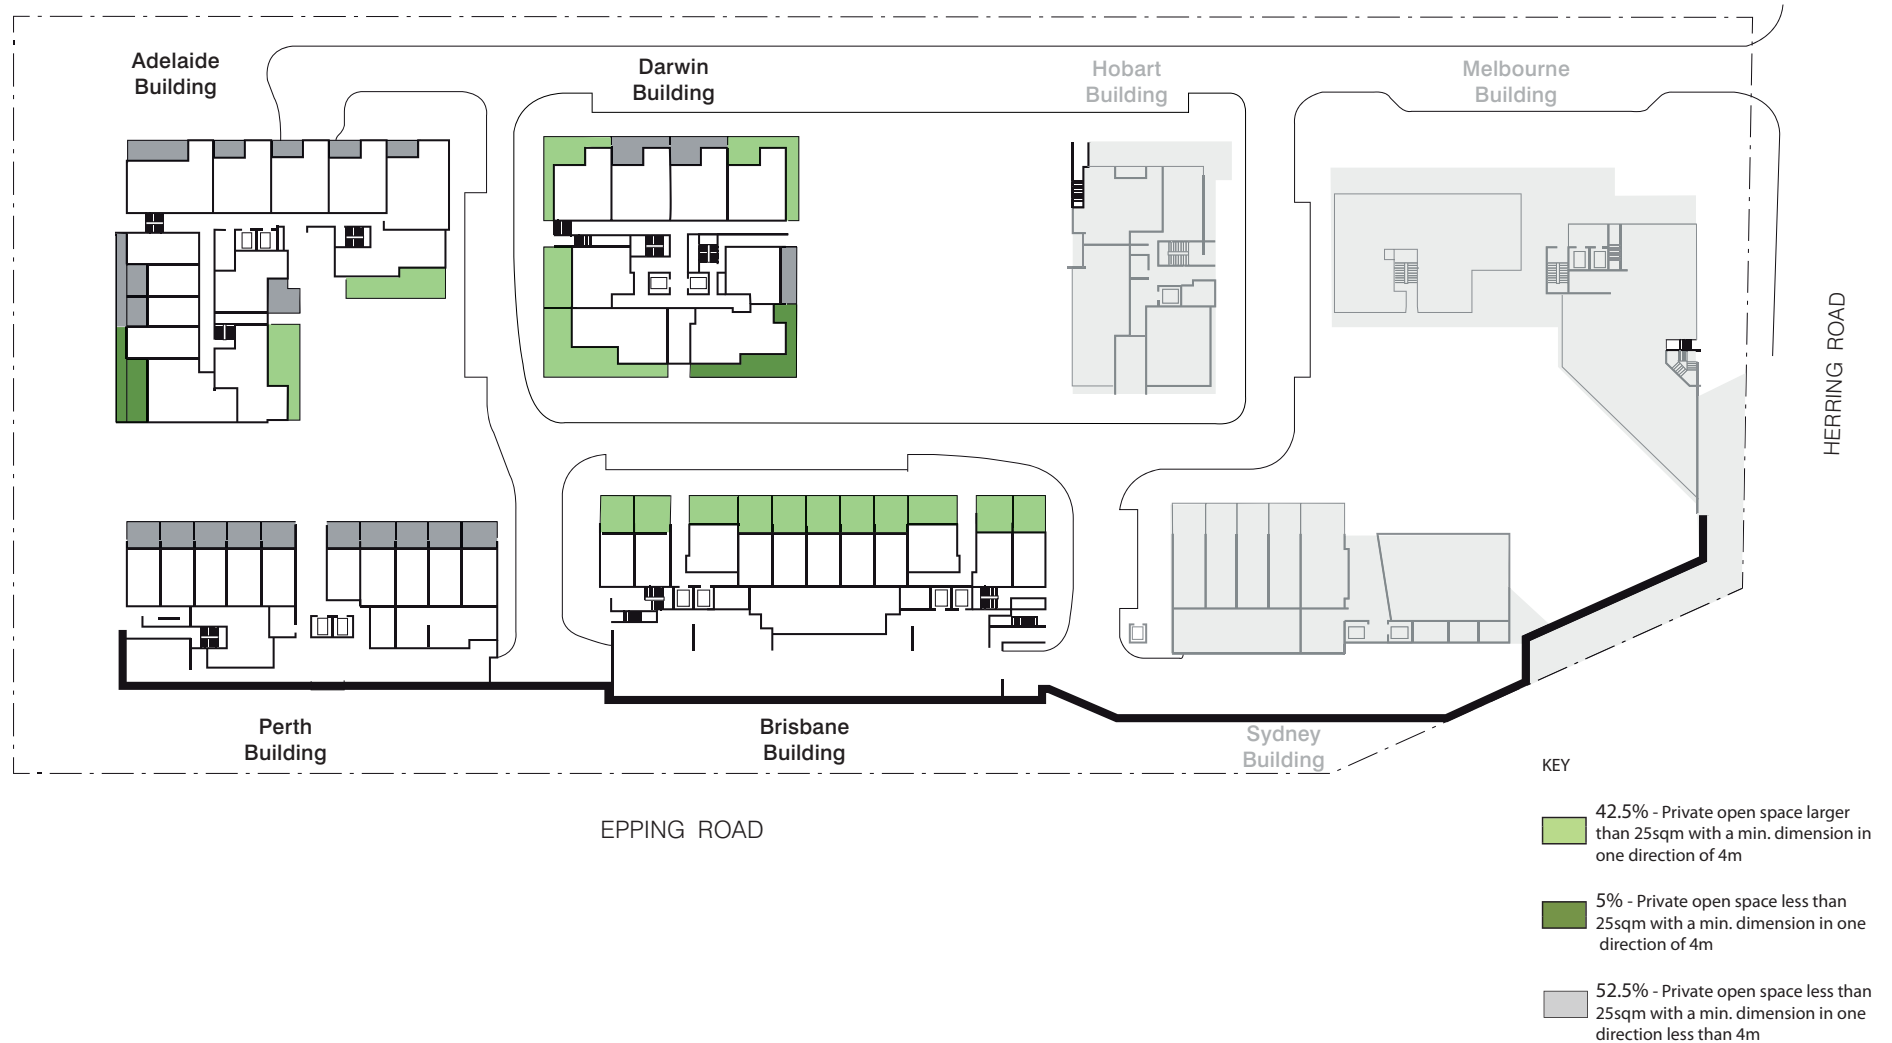 Adelaide
Building
Darwin
Building
Hobart
Building
Melbourne
Building
HERRING ROAD
Perth
Building
Brisbane
Building
Sydney
Building
EPPING ROAD
KEY
42.5% - Private open space larger
than 25sqm with a min. dimension in
one direction of 4m
5% - Private open space less than
25sqm with a min. dimension in one
direction of 4m
52.5% - Private open space less than
25sqm with a min. dimension in one
direction less than 4m